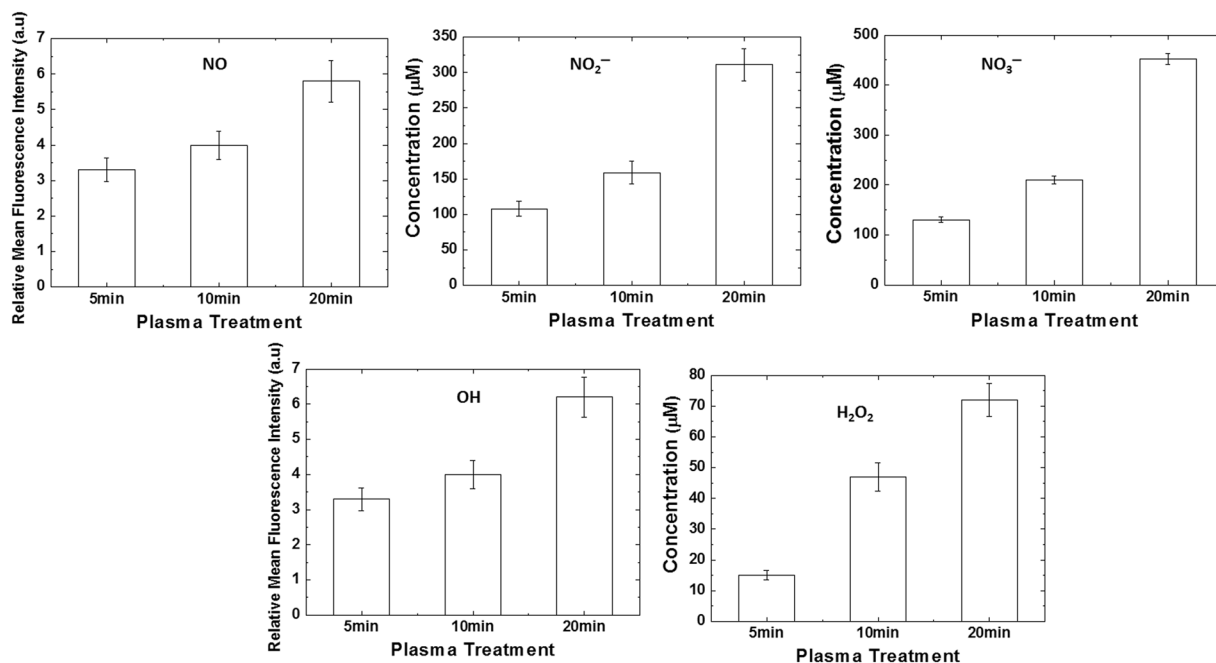 Relative Mean Fluorescence Intensity (a.u)
7
6
5
4
3
2
1
0
NO
5min 10min 20min
Plasma Treatment
Concentration (µM)
350
300
250
200
150
100
50
0
NO₂⁻
5min 10min 20min
Plasma Treatment
Concentration (µM)
500
400
300
200
100
0
NO₃⁻
5min 10min 20min
Plasma Treatment
Relative Mean Fluorescence Intensity (a.u)
7
6
5
4
3
2
1
0
OH
5min 10min 20min
Plasma Treatment
Concentration (µM)
80
70
60
50
40
30
20
10
0
H₂O₂
5min 10min 20min
Plasma Treatment